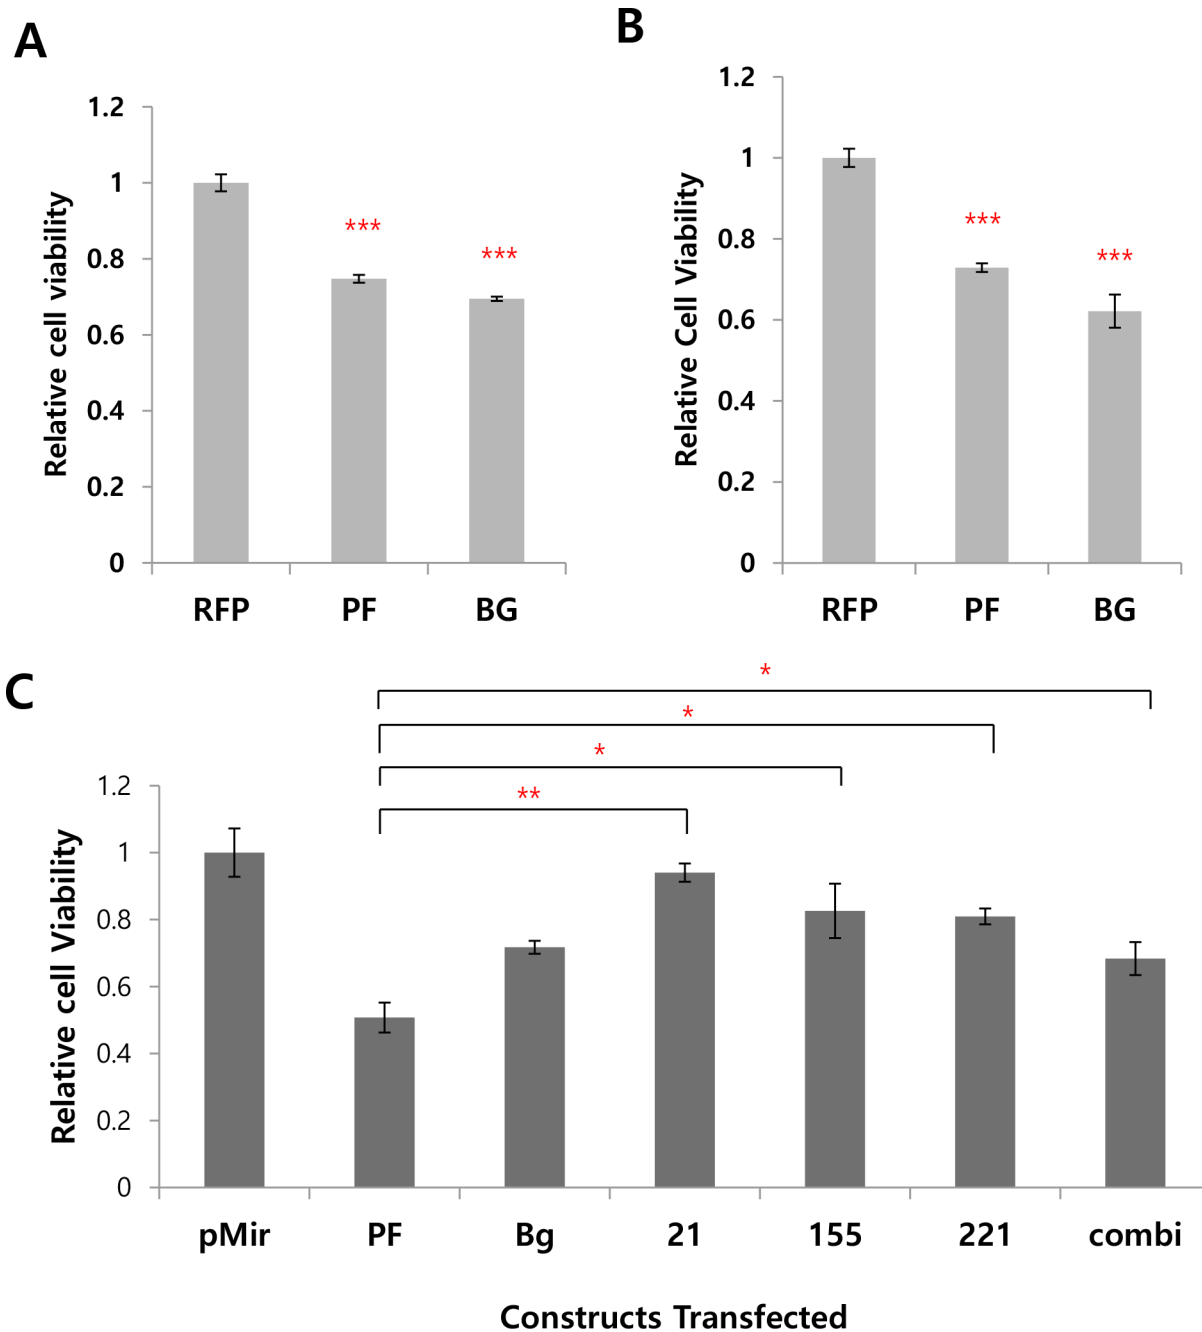 A
Relative cell viability
1.2
1
0.8
0.6
0.4
0.2
0
***
***
RFP PF BG
B
Relative Cell Viability
1.2
1
0.8
0.6
0.4
0.2
0
***
***
RFP PF BG
C
*
*
*
**
Relative cell Viability
1.2
1
0.8
0.6
0.4
0.2
0
pMir PF Bg 21 155 221 combi
Constructs Transfected